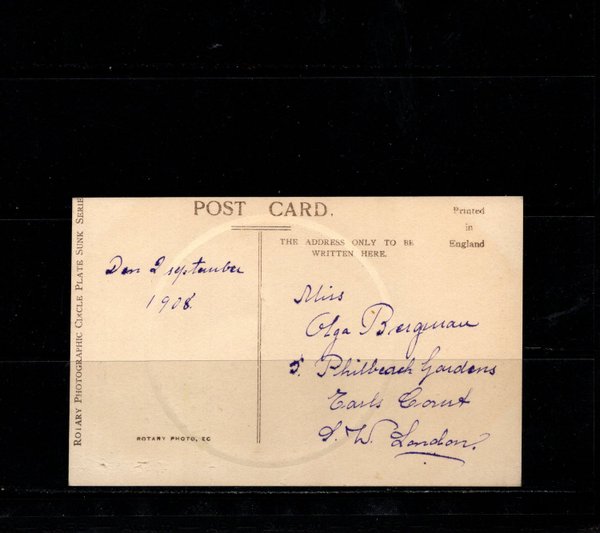 POST CARD.
Printed
in
England
THE ADDRESS ONLY TO BE
WRITTEN HERE.
ROTARY PHOTOGRAPHIC CIRCLE PLATE SUNK SERIE
Den 2 september
1908
Miss
Olga Bergman
5. Philbeach Gardens
Earls Court
S. W. London.
ROTARY PHOTO, EC